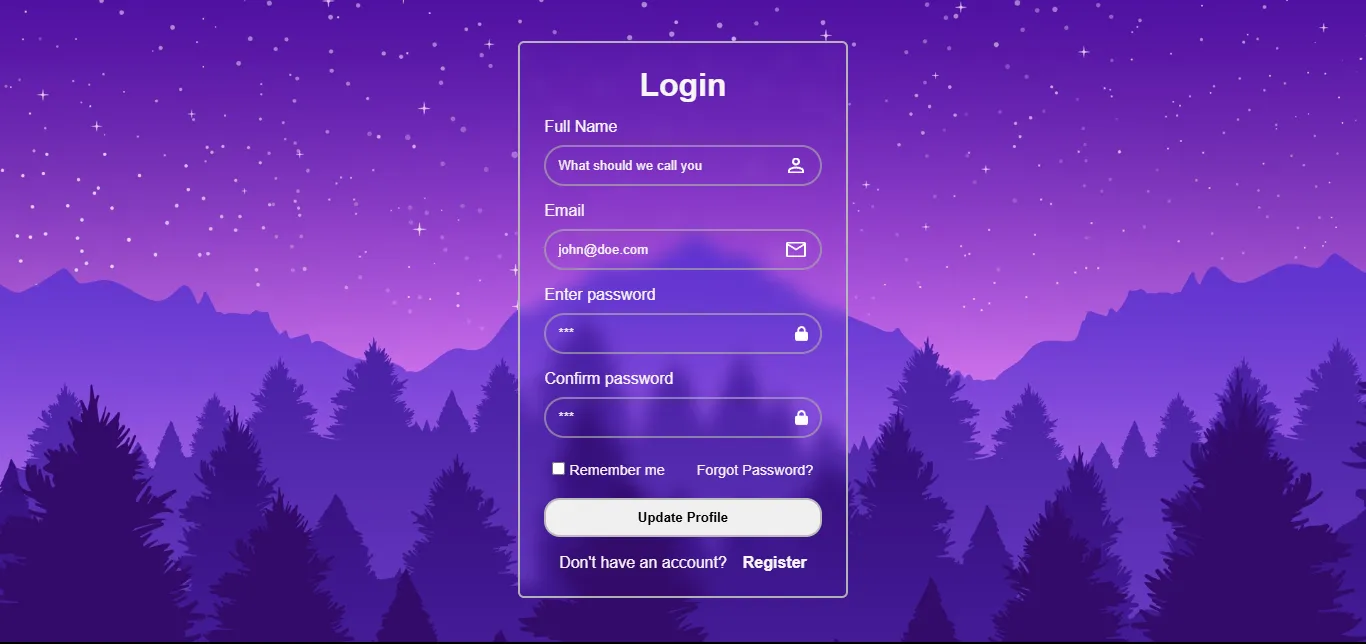 Login
Full Name
What should we call you
Email
john@doe.com
Enter password
***
Confirm password
***
Remember me Forgot Password?
Update Profile
Don't have an account? Register